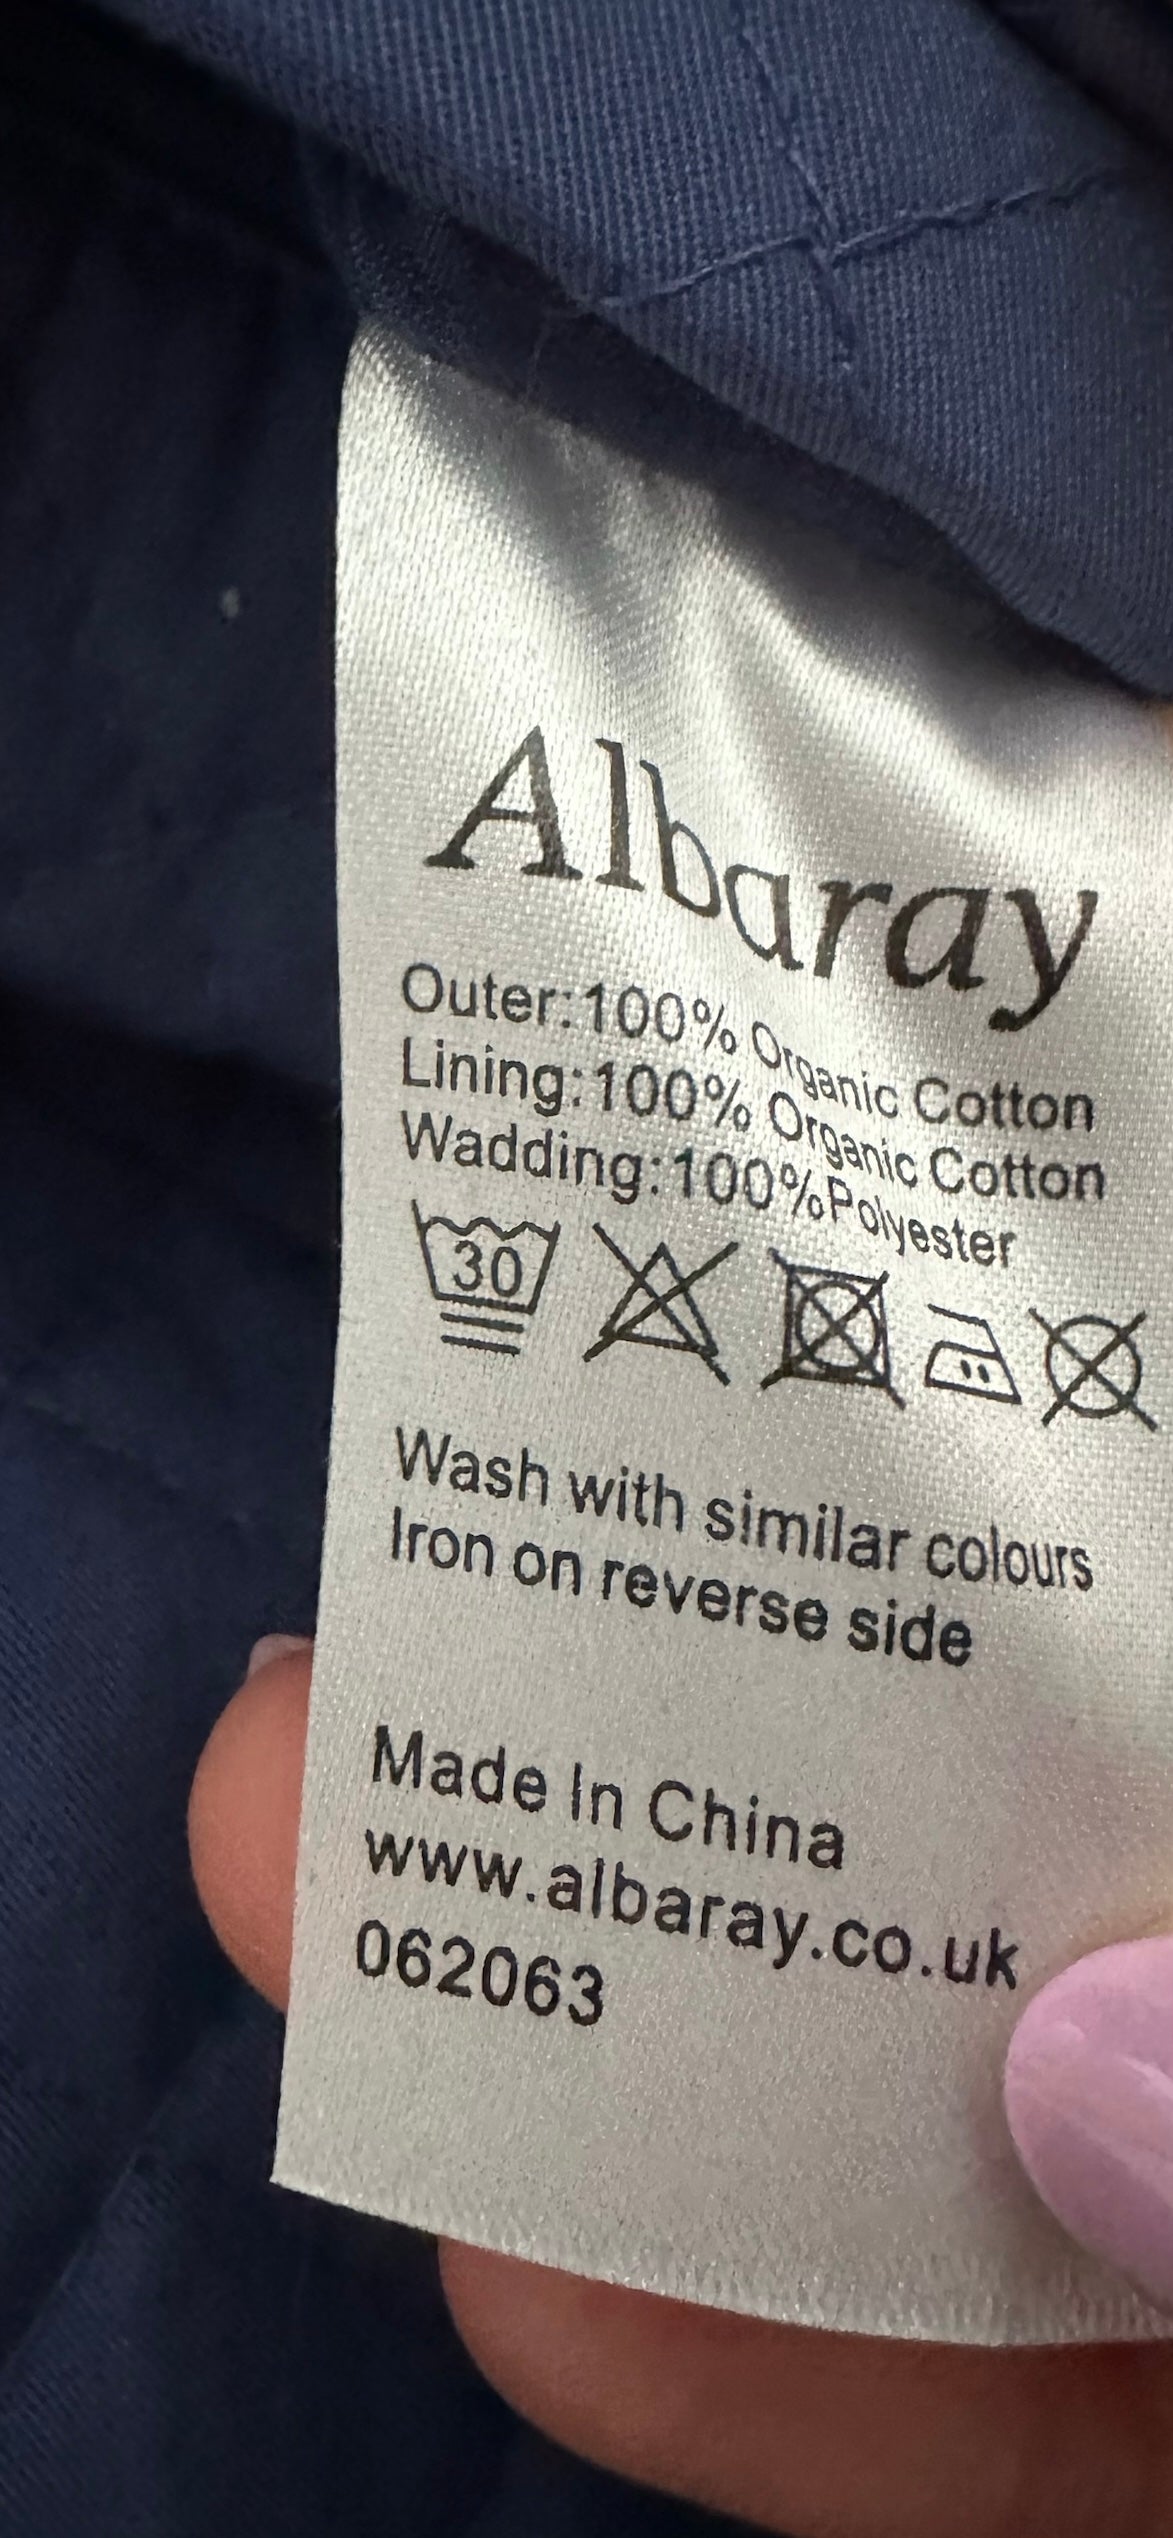 Albaray
Outer:100% Organic Cotton
Lining:100% Organic Cotton
Wadding:100%Polyester
30
Wash with similar colours
Iron on reverse side
Made In China
www.albaray.co.uk
062063